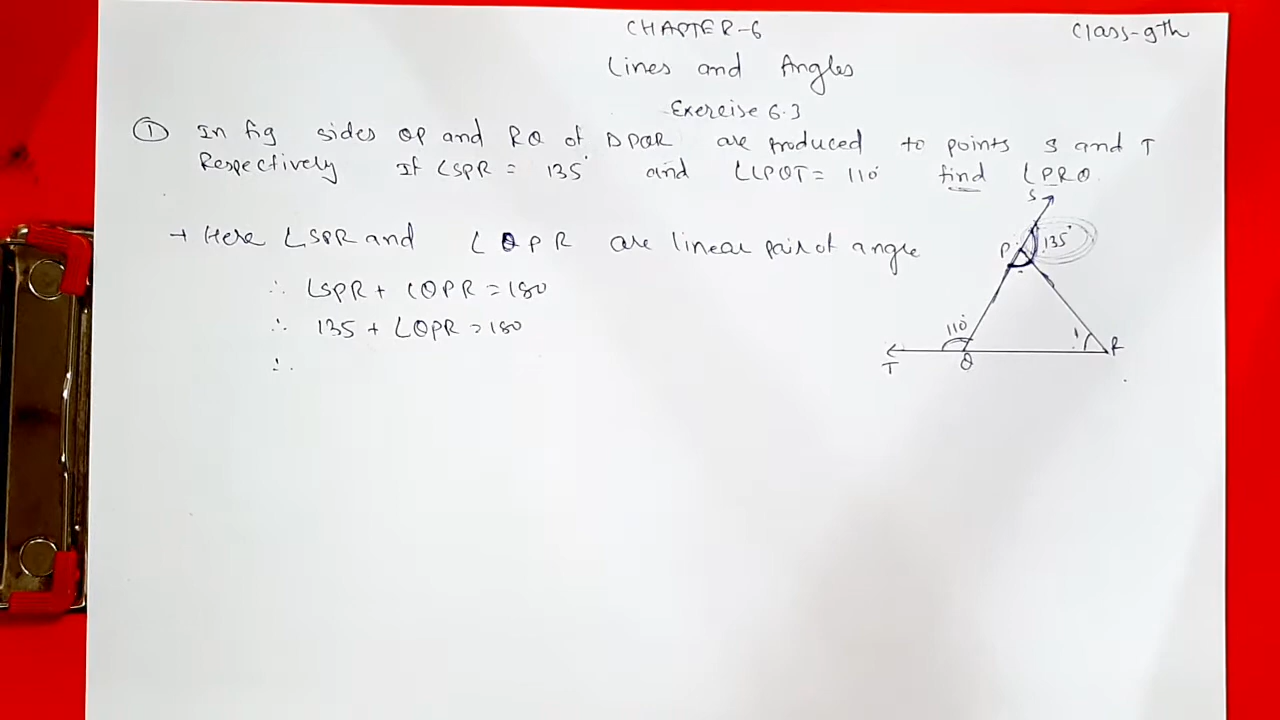 CHAPTER-6
Class-9th
Lines and Angles
Exercise 6.3
① In fig sides QP and RQ of ΔPQR are produced to points S and T
Respectively If ∠SPR = 135° and ∠PQT = 110° find ∠PRQ.
→ Here ∠SPR and ∠QPR are linear pair of angle
∴ ∠SPR + ∠QPR = 180
∴ 135 + ∠QPR = 180
∴
S
P
135°
110°
T
Q
R